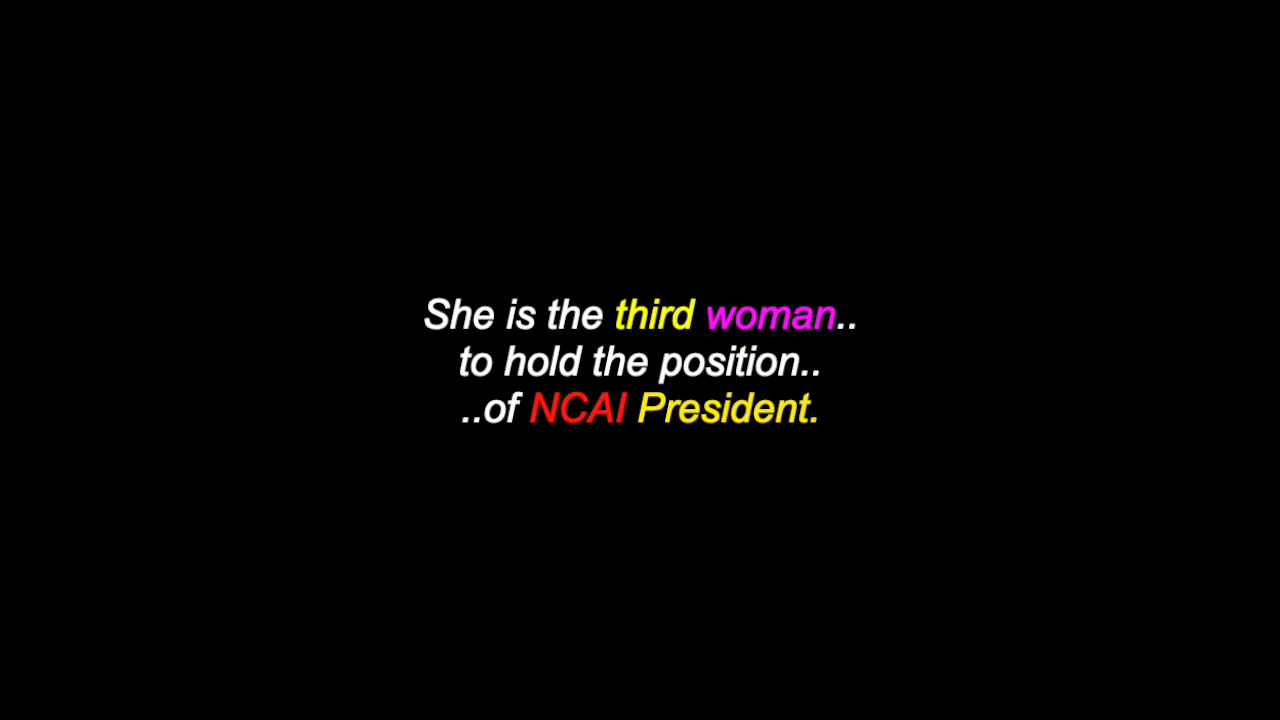 She is the third woman..
to hold the position..
..of NCAI President.